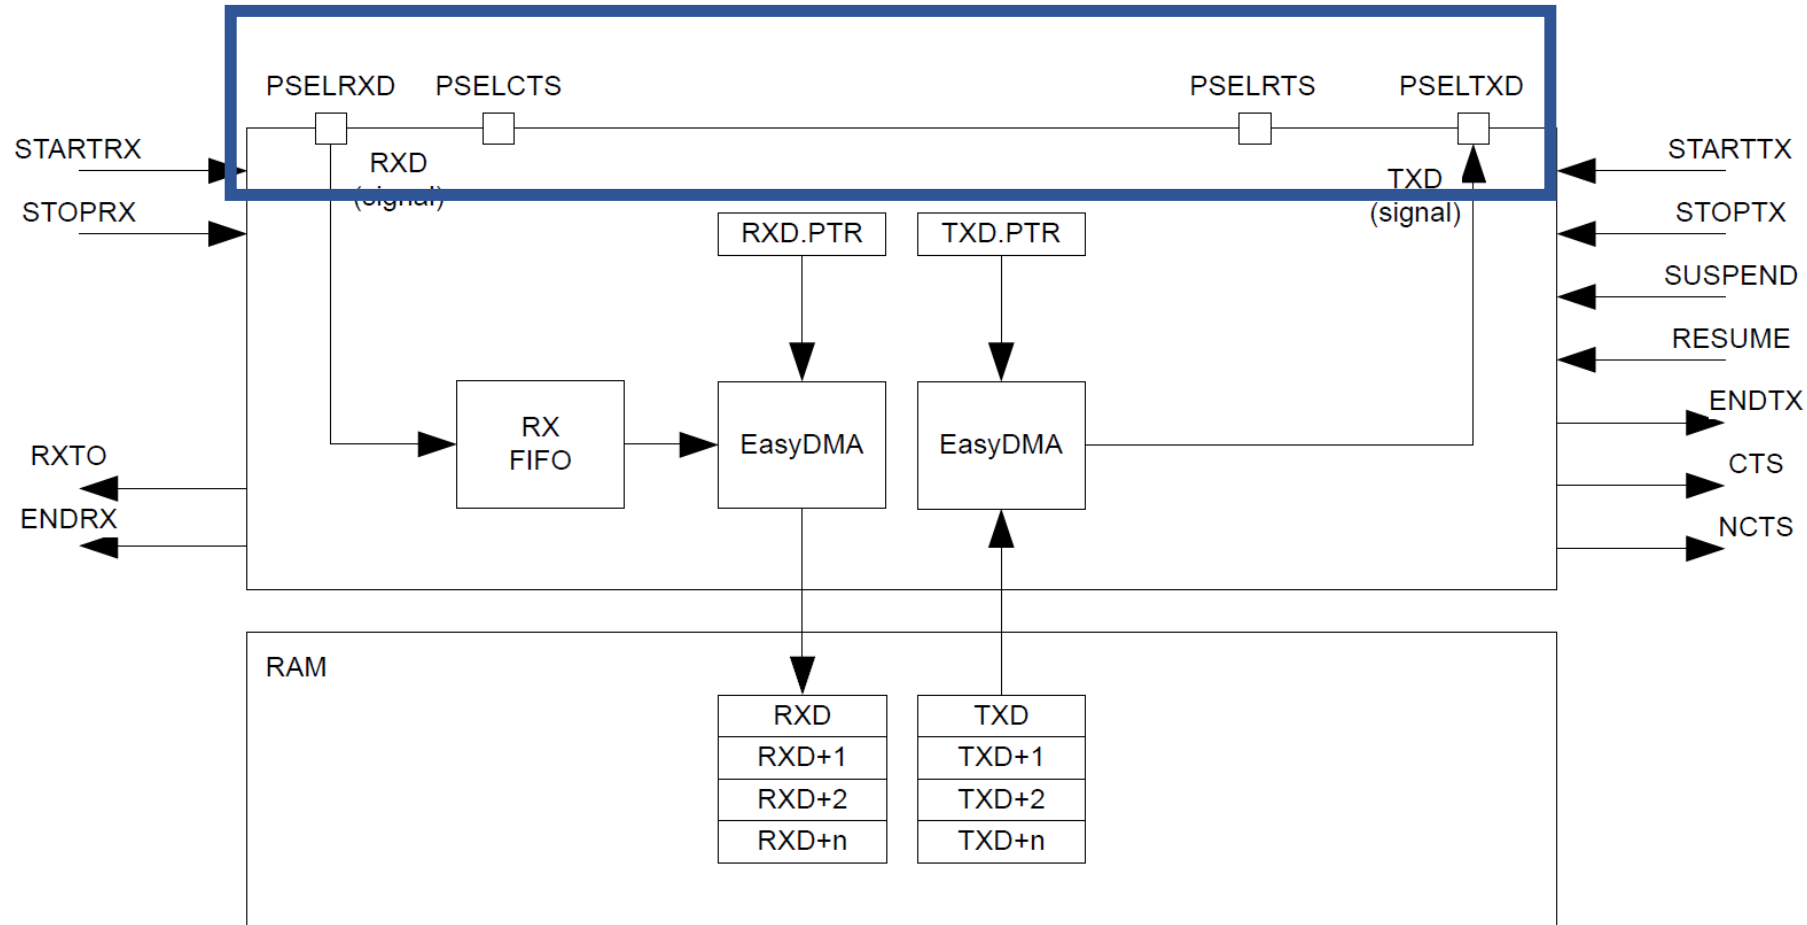 PSELRXD
PSELCTS
PSELRTS
PSELTXD
STARTRX
RXD
(signal)
STOPRX
TXD
(signal)
STARTTX
STOPTX
SUSPEND
RESUME
RXD.PTR
TXD.PTR
RX
FIFO
EasyDMA
EasyDMA
RXTO
ENDRX
ENDTX
CTS
NCTS
RAM
RXD
RXD+1
RXD+2
RXD+n
TXD
TXD+1
TXD+2
TXD+n